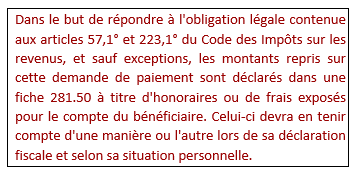 Dans le but de répondre à l'obligation légale contenue
aux articles 57,1° et 223,1° du Code des Impôts sur les
revenus, et sauf exceptions, les montants repris sur
cette demande de paiement sont déclarés dans une
fiche 281.50 à titre d'honoraires ou de frais exposés
pour le compte du bénéficiaire. Celui-ci devra en tenir
compte d'une manière ou l'autre lors de sa déclaration
fiscale et selon sa situation personnelle.